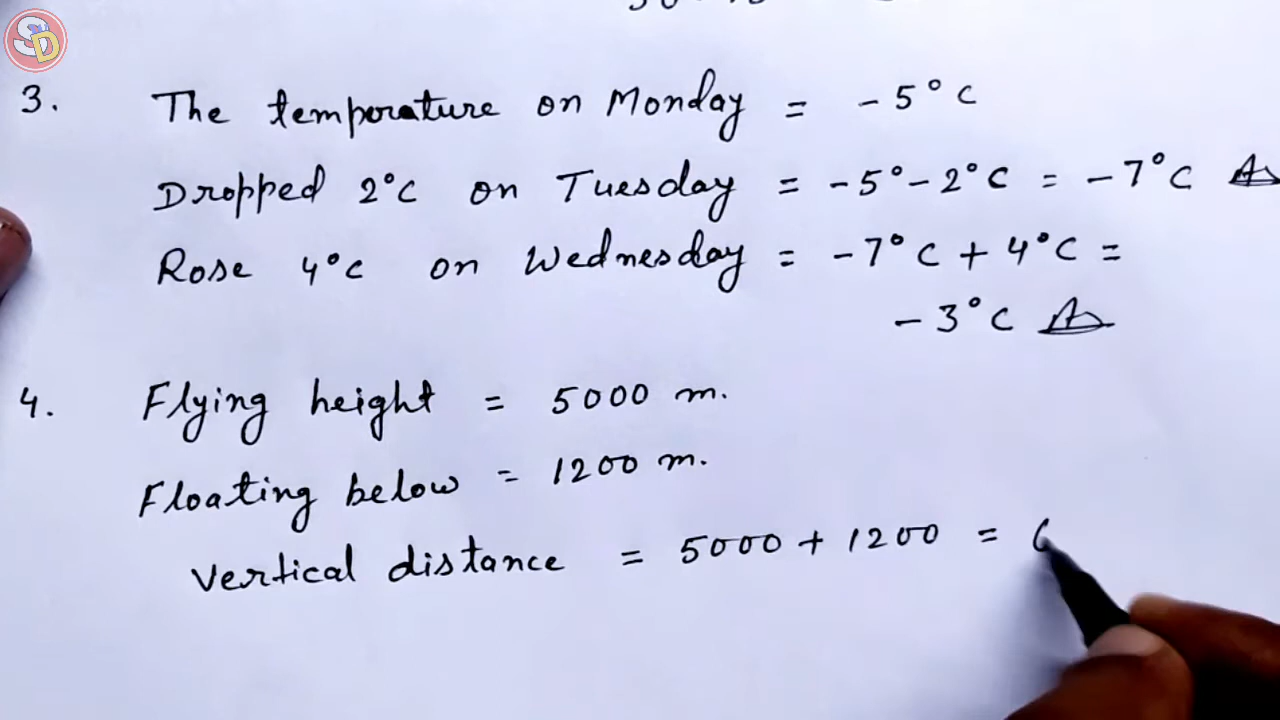 SD
3. The temperature on Monday = -5°C
Dropped 2°C on Tuesday = -5°-2°C = -7°C
Rose 4°C on Wednesday = -7°C + 4°C =
-3°C
4. Flying height = 5000 m.
Floating below = 1200 m.
Vertical distance = 5000 + 1200 =